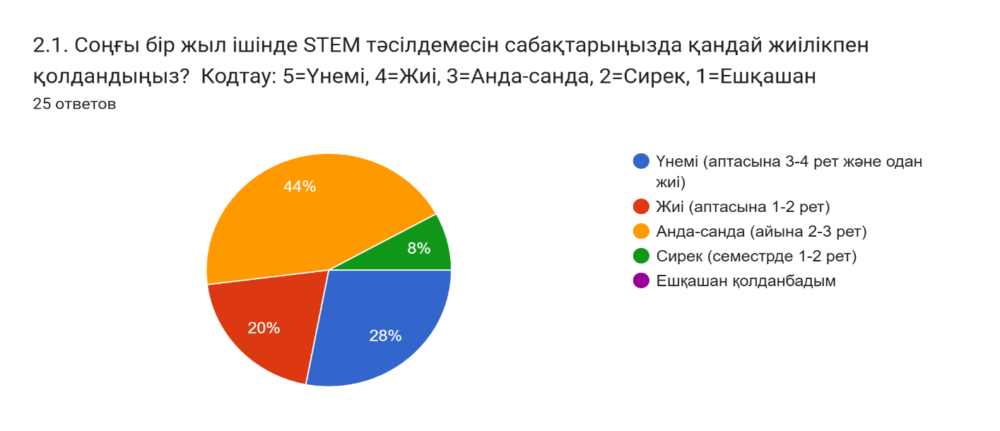 2.1. Соңғы бір жыл ішінде STEM тәсілдемесін сабақтарыңызда қандай жиілікпен
қолдандыңыз?  Кодтау: 5=Үнемі, 4=Жиі, 3=Анда-санда, 2=Сирек, 1=Ешқашан
25 ответов
44%
8%
20%
28%
Үнемі (аптасына 3-4 рет және одан
жиі)
Жиі (аптасына 1-2 рет)
Анда-санда (айына 2-3 рет)
Сирек (семестрде 1-2 рет)
Ешқашан қолданбадым